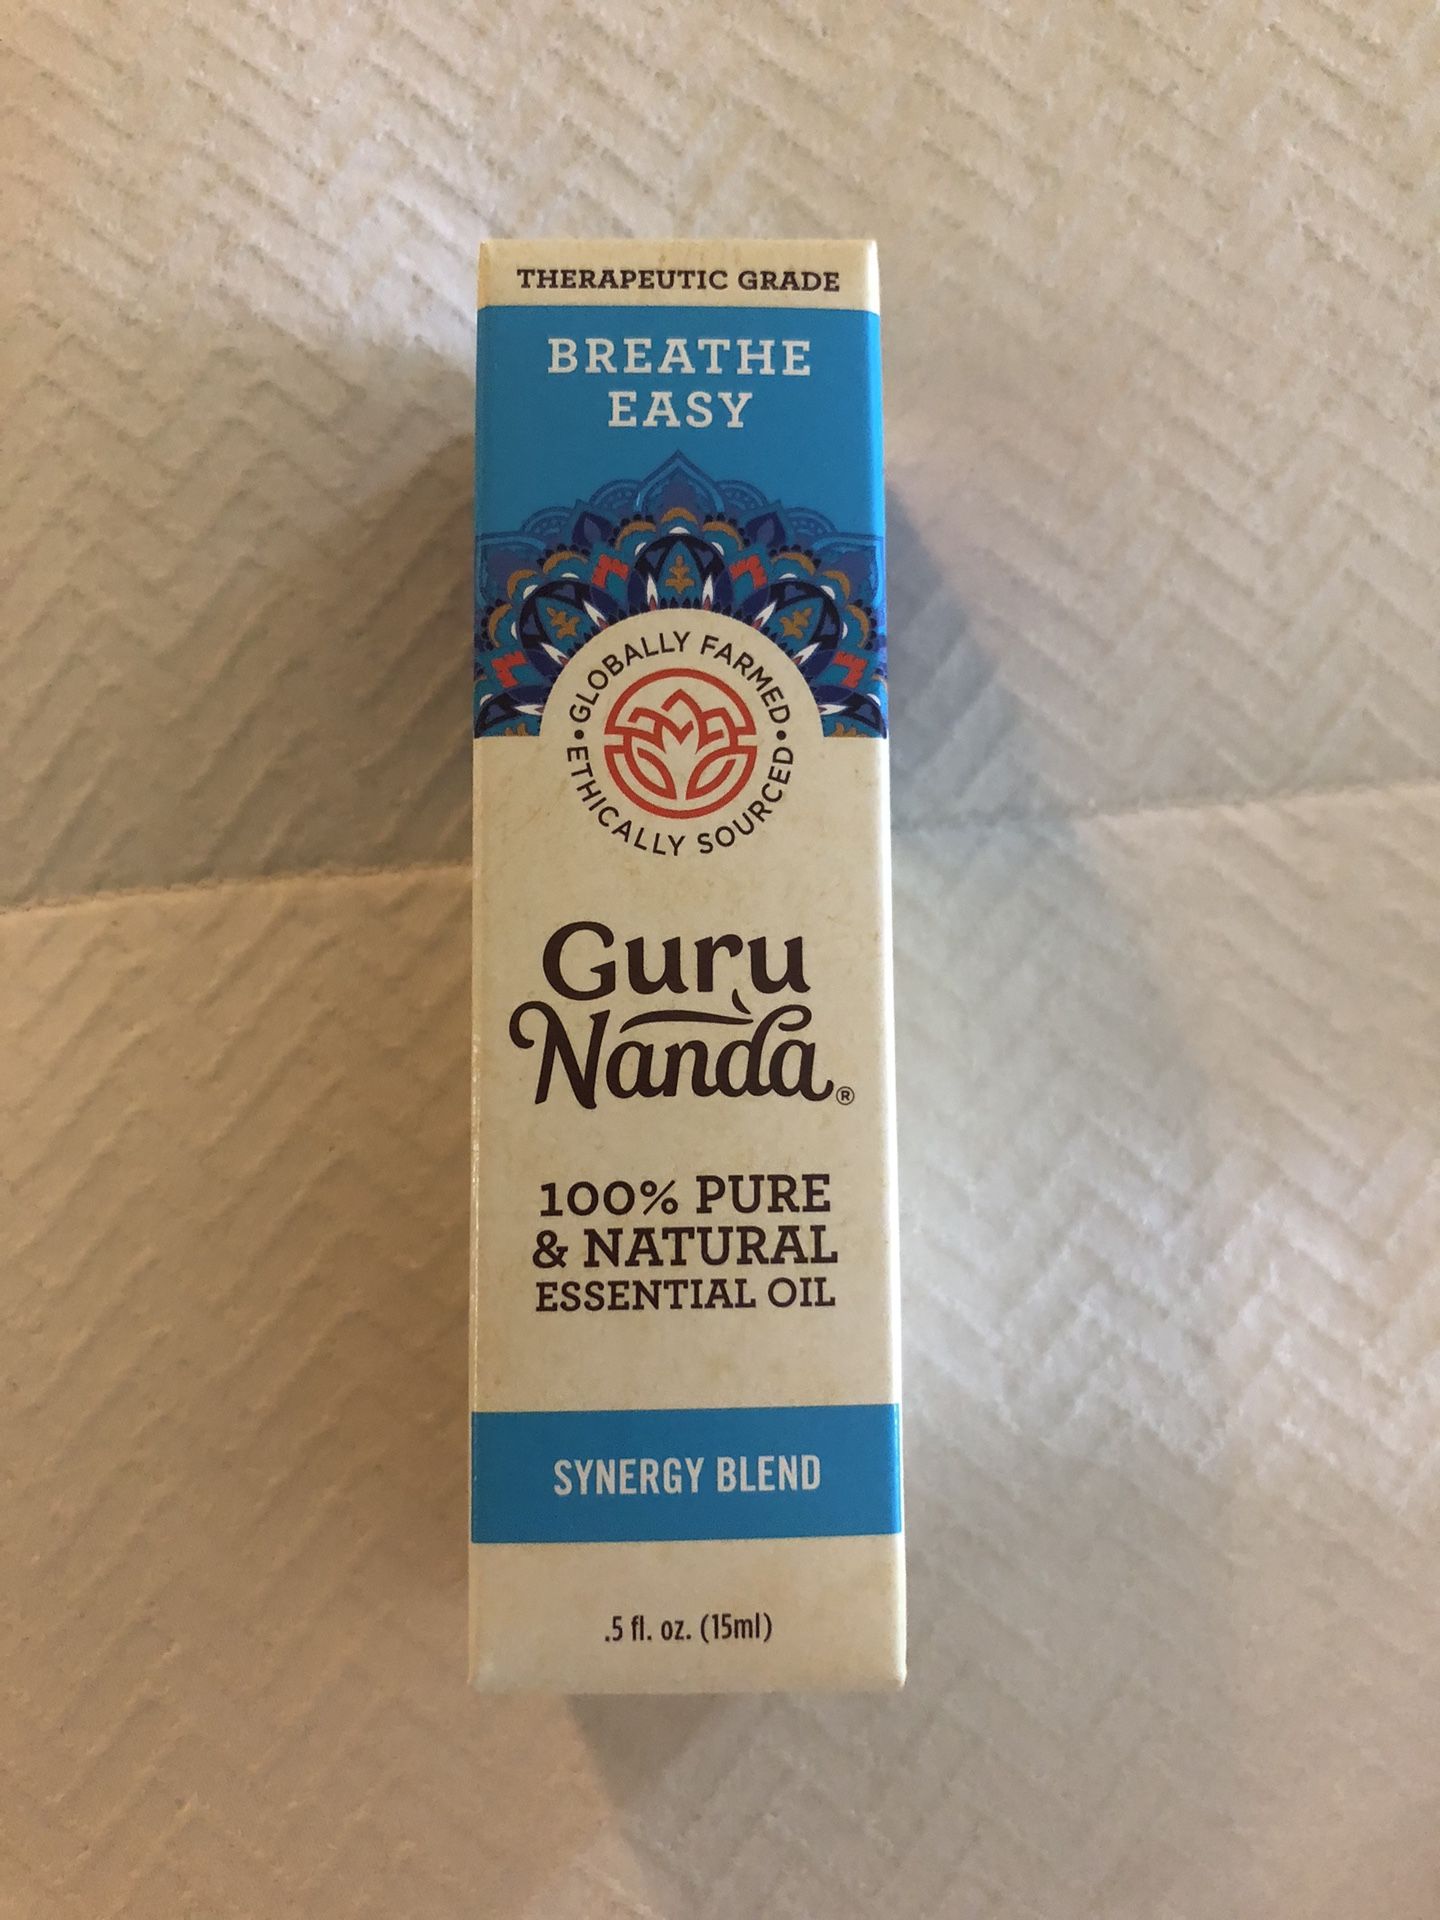 THERAPEUTIC GRADE
BREATHE
EASY
• GLOBALLY FARMED •
ETHICALLY SOURCED
Guru
Nanda®
100% PURE
& NATURAL
ESSENTIAL OIL
SYNERGY BLEND
.5 fl. oz. (15ml)